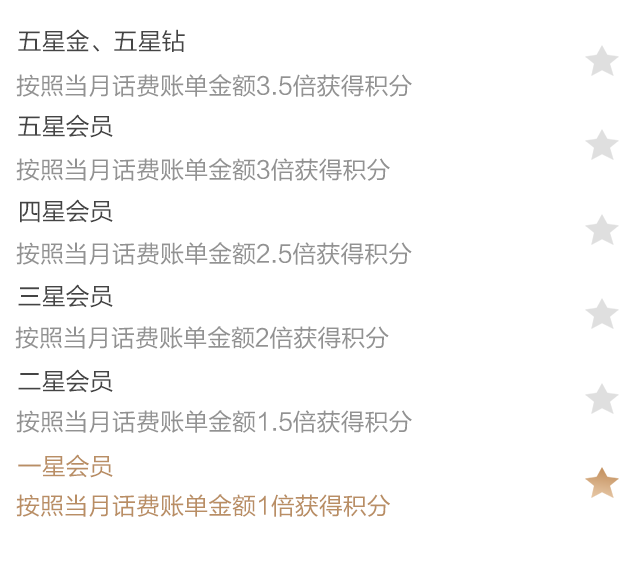 五星金、五星钻
按照当月话费账单金额3.5倍获得积分
五星会员
按照当月话费账单金额3倍获得积分
四星会员
按照当月话费账单金额2.5倍获得积分
三星会员
按照当月话费账单金额2倍获得积分
二星会员
按照当月话费账单金额1.5倍获得积分
一星会员
按照当月话费账单金额1倍获得积分